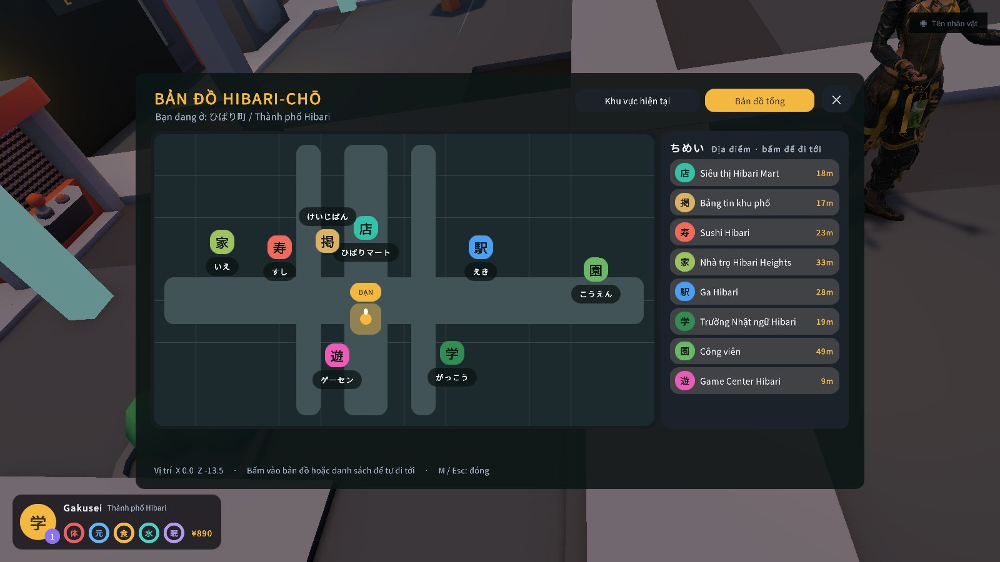 ◉ Tên nhân vật
BẢN ĐỒ HIBARI-CHŌ
Bạn đang ở: ひばり町 / Thành phố Hibari
Khu vực hiện tại
Bản đồ tổng
けいじばん
店
家
掲
寿
駅
ひばりマート
園
いえ
すし
えき
こうえん
BẠN
遊
学
ゲーセン
がっこう
ちめい Địa điểm · bấm để đi tới
店 Siêu thị Hibari Mart 18m
掲 Bảng tin khu phố 17m
寿 Sushi Hibari 23m
家 Nhà trọ Hibari Heights 33m
駅 Ga Hibari 28m
学 Trường Nhật ngữ Hibari 19m
園 Công viên 49m
遊 Game Center Hibari 9m
Vị trí X 0.0 Z -13.5 · Bấm vào bản đồ hoặc danh sách để tự đi tới · M / Esc: đóng
学 1
Gakusei Thành phố Hibari
体 元 食 水 眠 ¥890